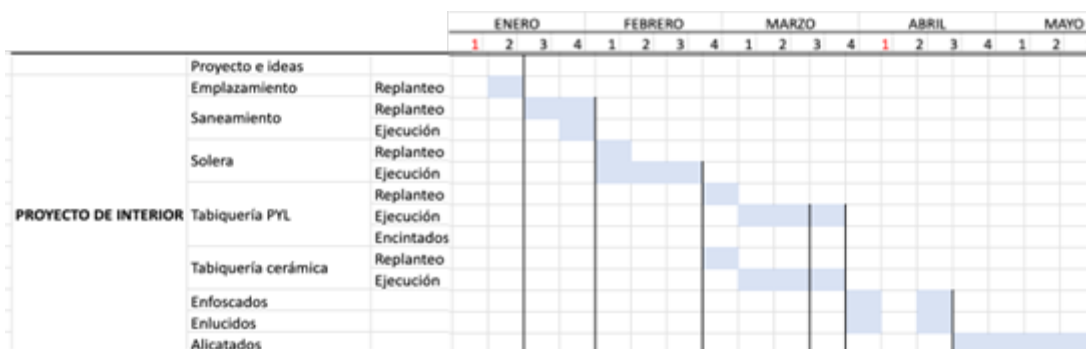 ENERO FEBRERO MARZO ABRIL MAYO
1 2 3 4 1 2 3 4 1 2 3 4 1 2 3 4 1 2
Proyecto e ideas
Emplazamiento Replanteo
Saneamiento Replanteo
Ejecución
Solera Replanteo
Ejecución
Replanteo
PROYECTO DE INTERIOR Tabiquería PYL Ejecución
Encintados
Tabiquería cerámica Replanteo
Ejecución
Enfoscados
Enlucidos
Alicatados